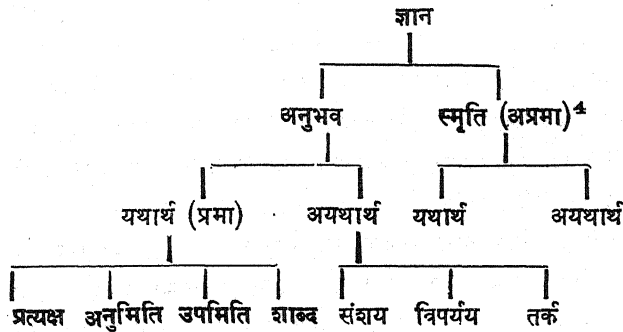 ज्ञान
अनुभव स्मृति (अप्रमा)⁴
यथार्थ (प्रमा) अयथार्थ यथार्थ अयथार्थ
प्रत्यक्ष अनुमिति उपमिति शाब्द संशय विपर्यय तर्क